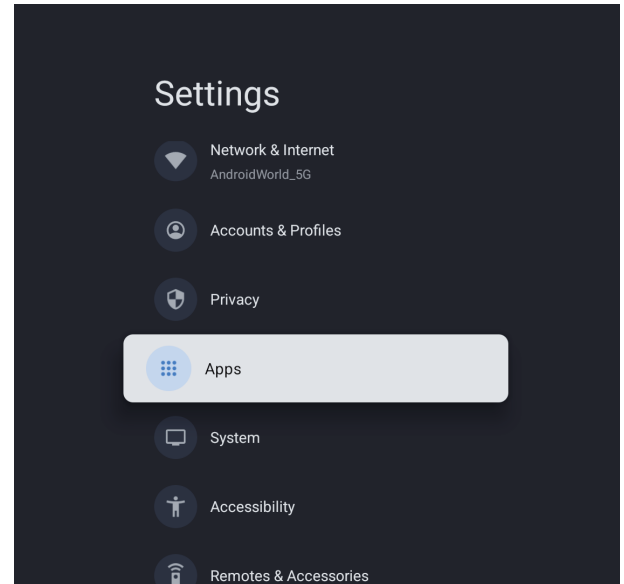 Settings
Network & Internet
AndroidWorld_5G
Accounts & Profiles
Privacy
Apps
System
Accessibility
Remotes & Accessories